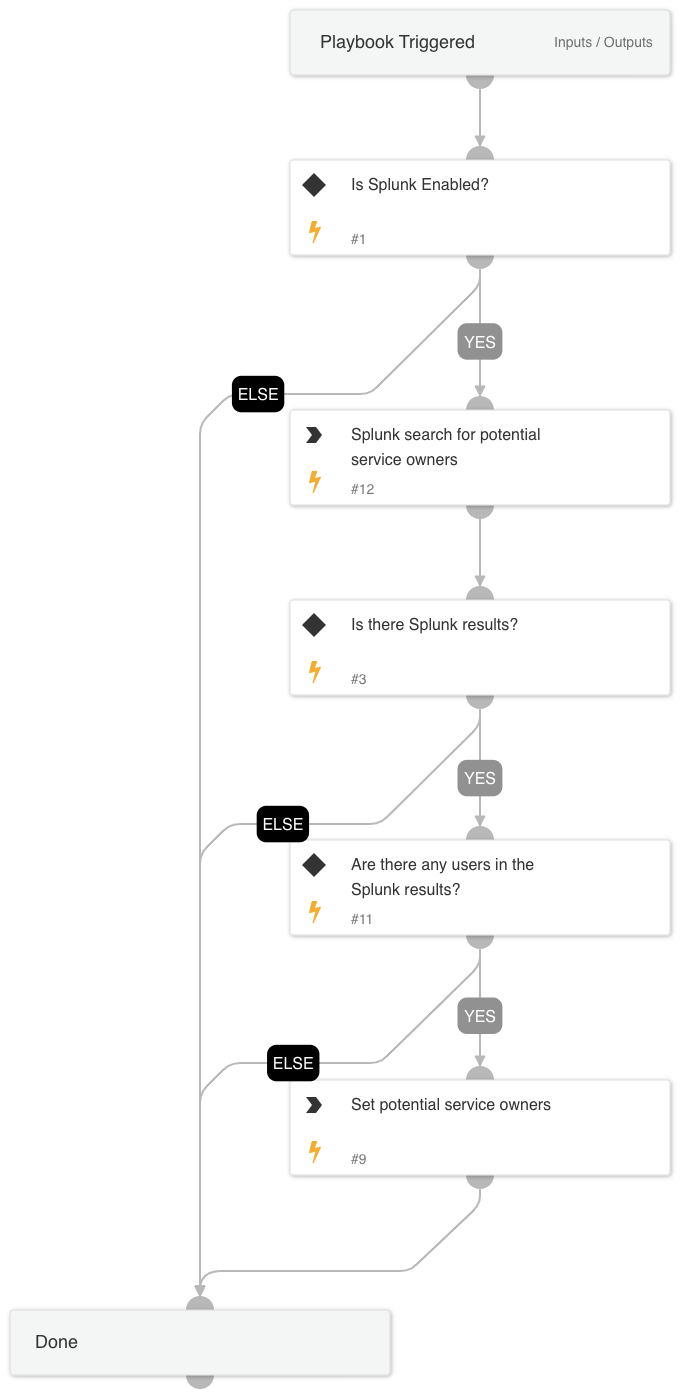 Playbook Triggered
Inputs / Outputs
Is Splunk Enabled?
#1
YES
ELSE
Splunk search for potential
service owners
#12
Is there Splunk results?
#3
YES
ELSE
Are there any users in the
Splunk results?
#11
YES
ELSE
Set potential service owners
#9
Done